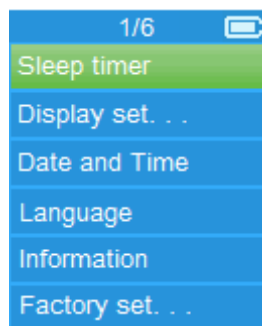 1/6
Sleep timer
Display set. . .
Date and Time
Language
Information
Factory set. . .